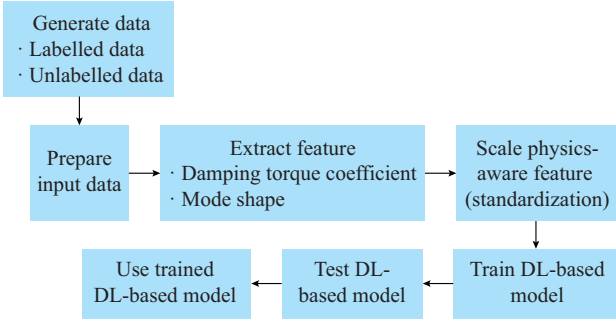 Generate data
· Labelled data
· Unlabelled data
Prepare
input data
Extract feature
· Damping torque coefficient
· Mode shape
Scale physics-
aware feature
(standardization)
Train DL-based
model
Test DL-
based model
Use trained
DL-based model